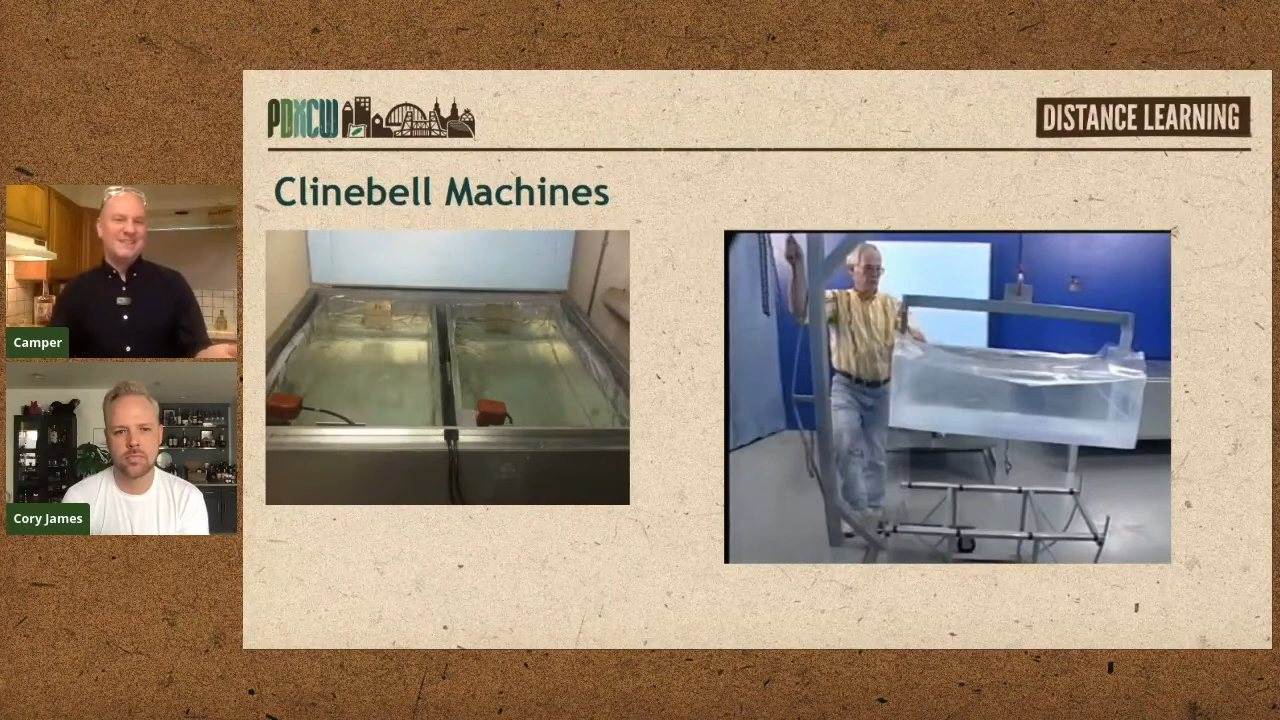 PDXCW
DISTANCE LEARNING
Clinebell Machines
Camper
Cory James